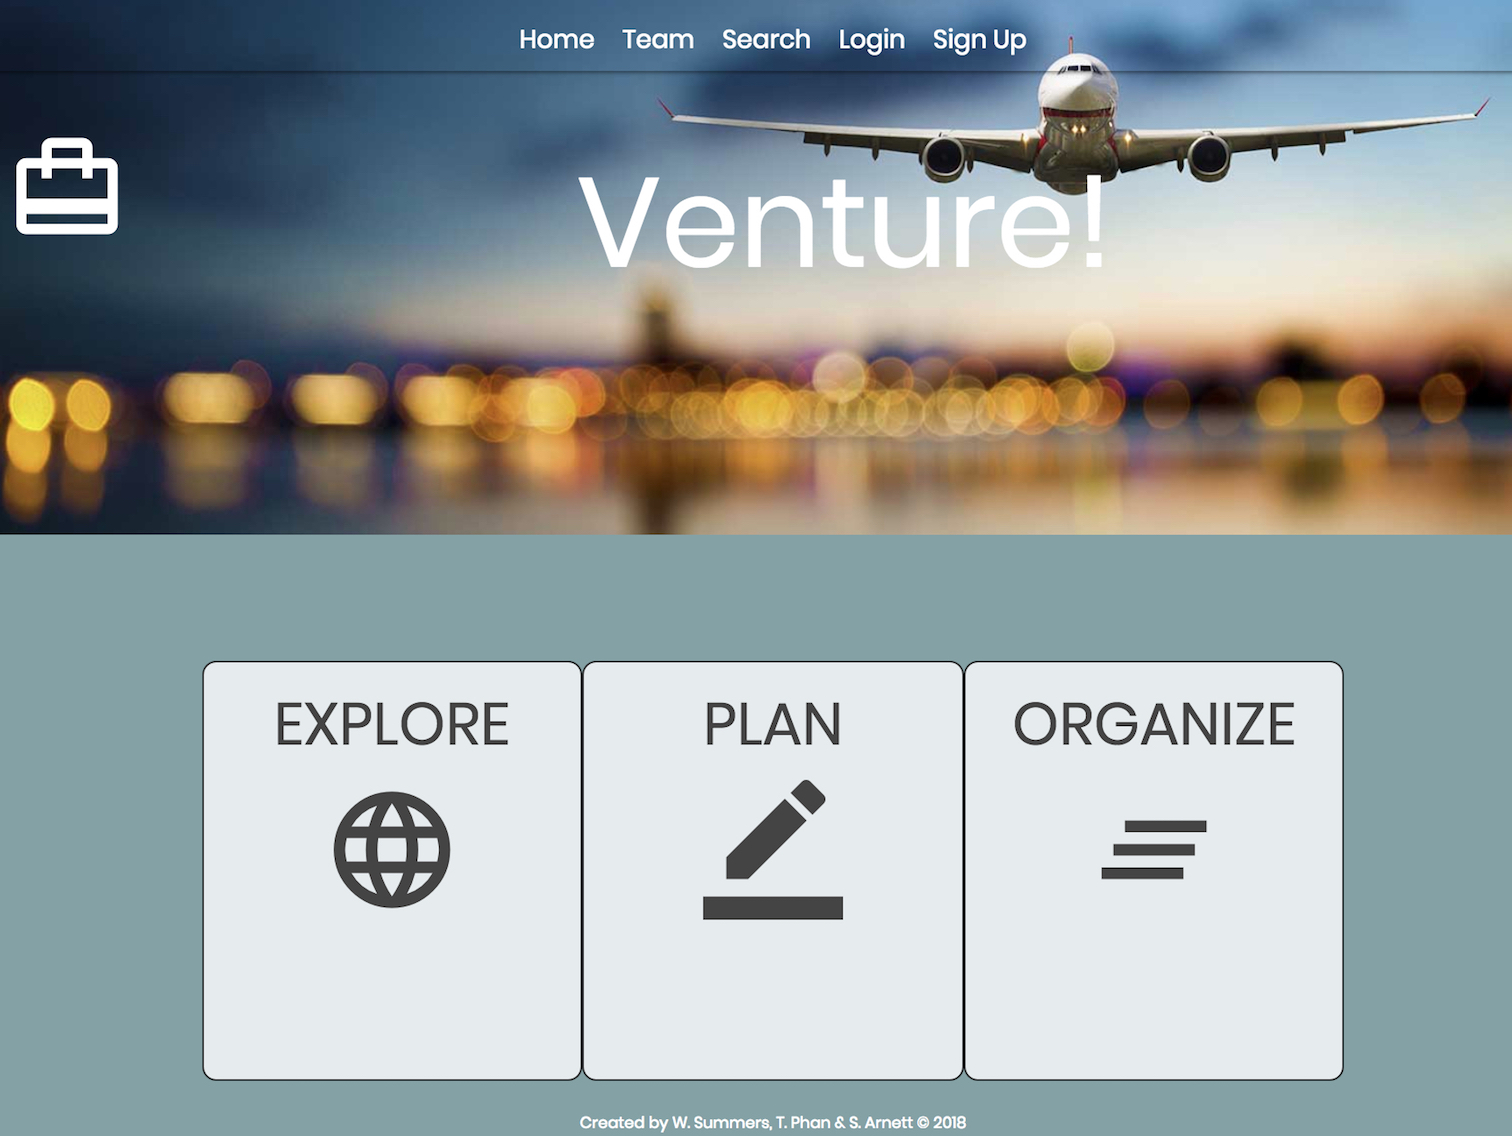 Home Team Search Login Sign Up
Venture!
EXPLORE PLAN ORGANIZE
Created by W. Summers, T. Phan & S. Arnett © 2018